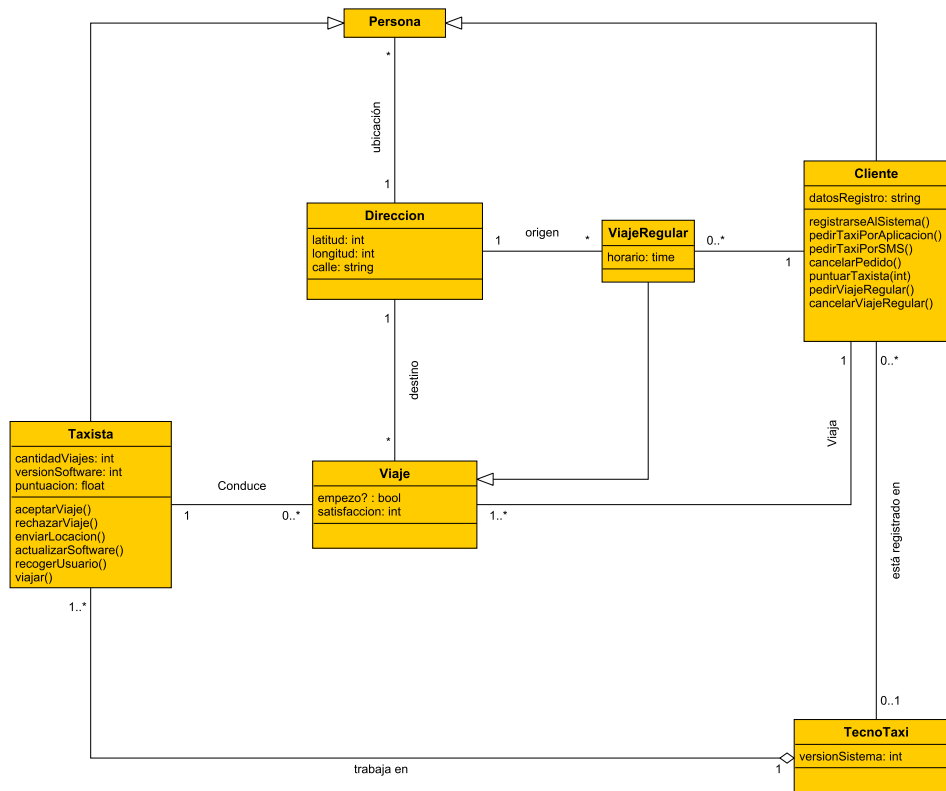 Persona
*
ubicación
1
Direccion
latitud: int
longitud: int
calle: string
1
origen
*
ViajeRegular
horario: time
0..*
1
Cliente
datosRegistro: string
registrarseAlSistema()
pedirTaxiPorAplicacion()
pedirTaxiPorSMS()
cancelarPedido()
puntuarTaxista(int)
pedirViajeRegular()
cancelarViajeRegular()
1
destino
*
1
Viaja
0..*
Taxista
cantidadViajes: int
versionSoftware: int
puntuacion: float
aceptarViaje()
rechazarViaje()
enviarLocacion()
actualizarSoftware()
recogerUsuario()
viajar()
Conduce
1
0..*
Viaje
empezo? : bool
satisfaccion: int
1..*
está registrado en
1..*
0..1
TecnoTaxi
versionSistema: int
trabaja en
1